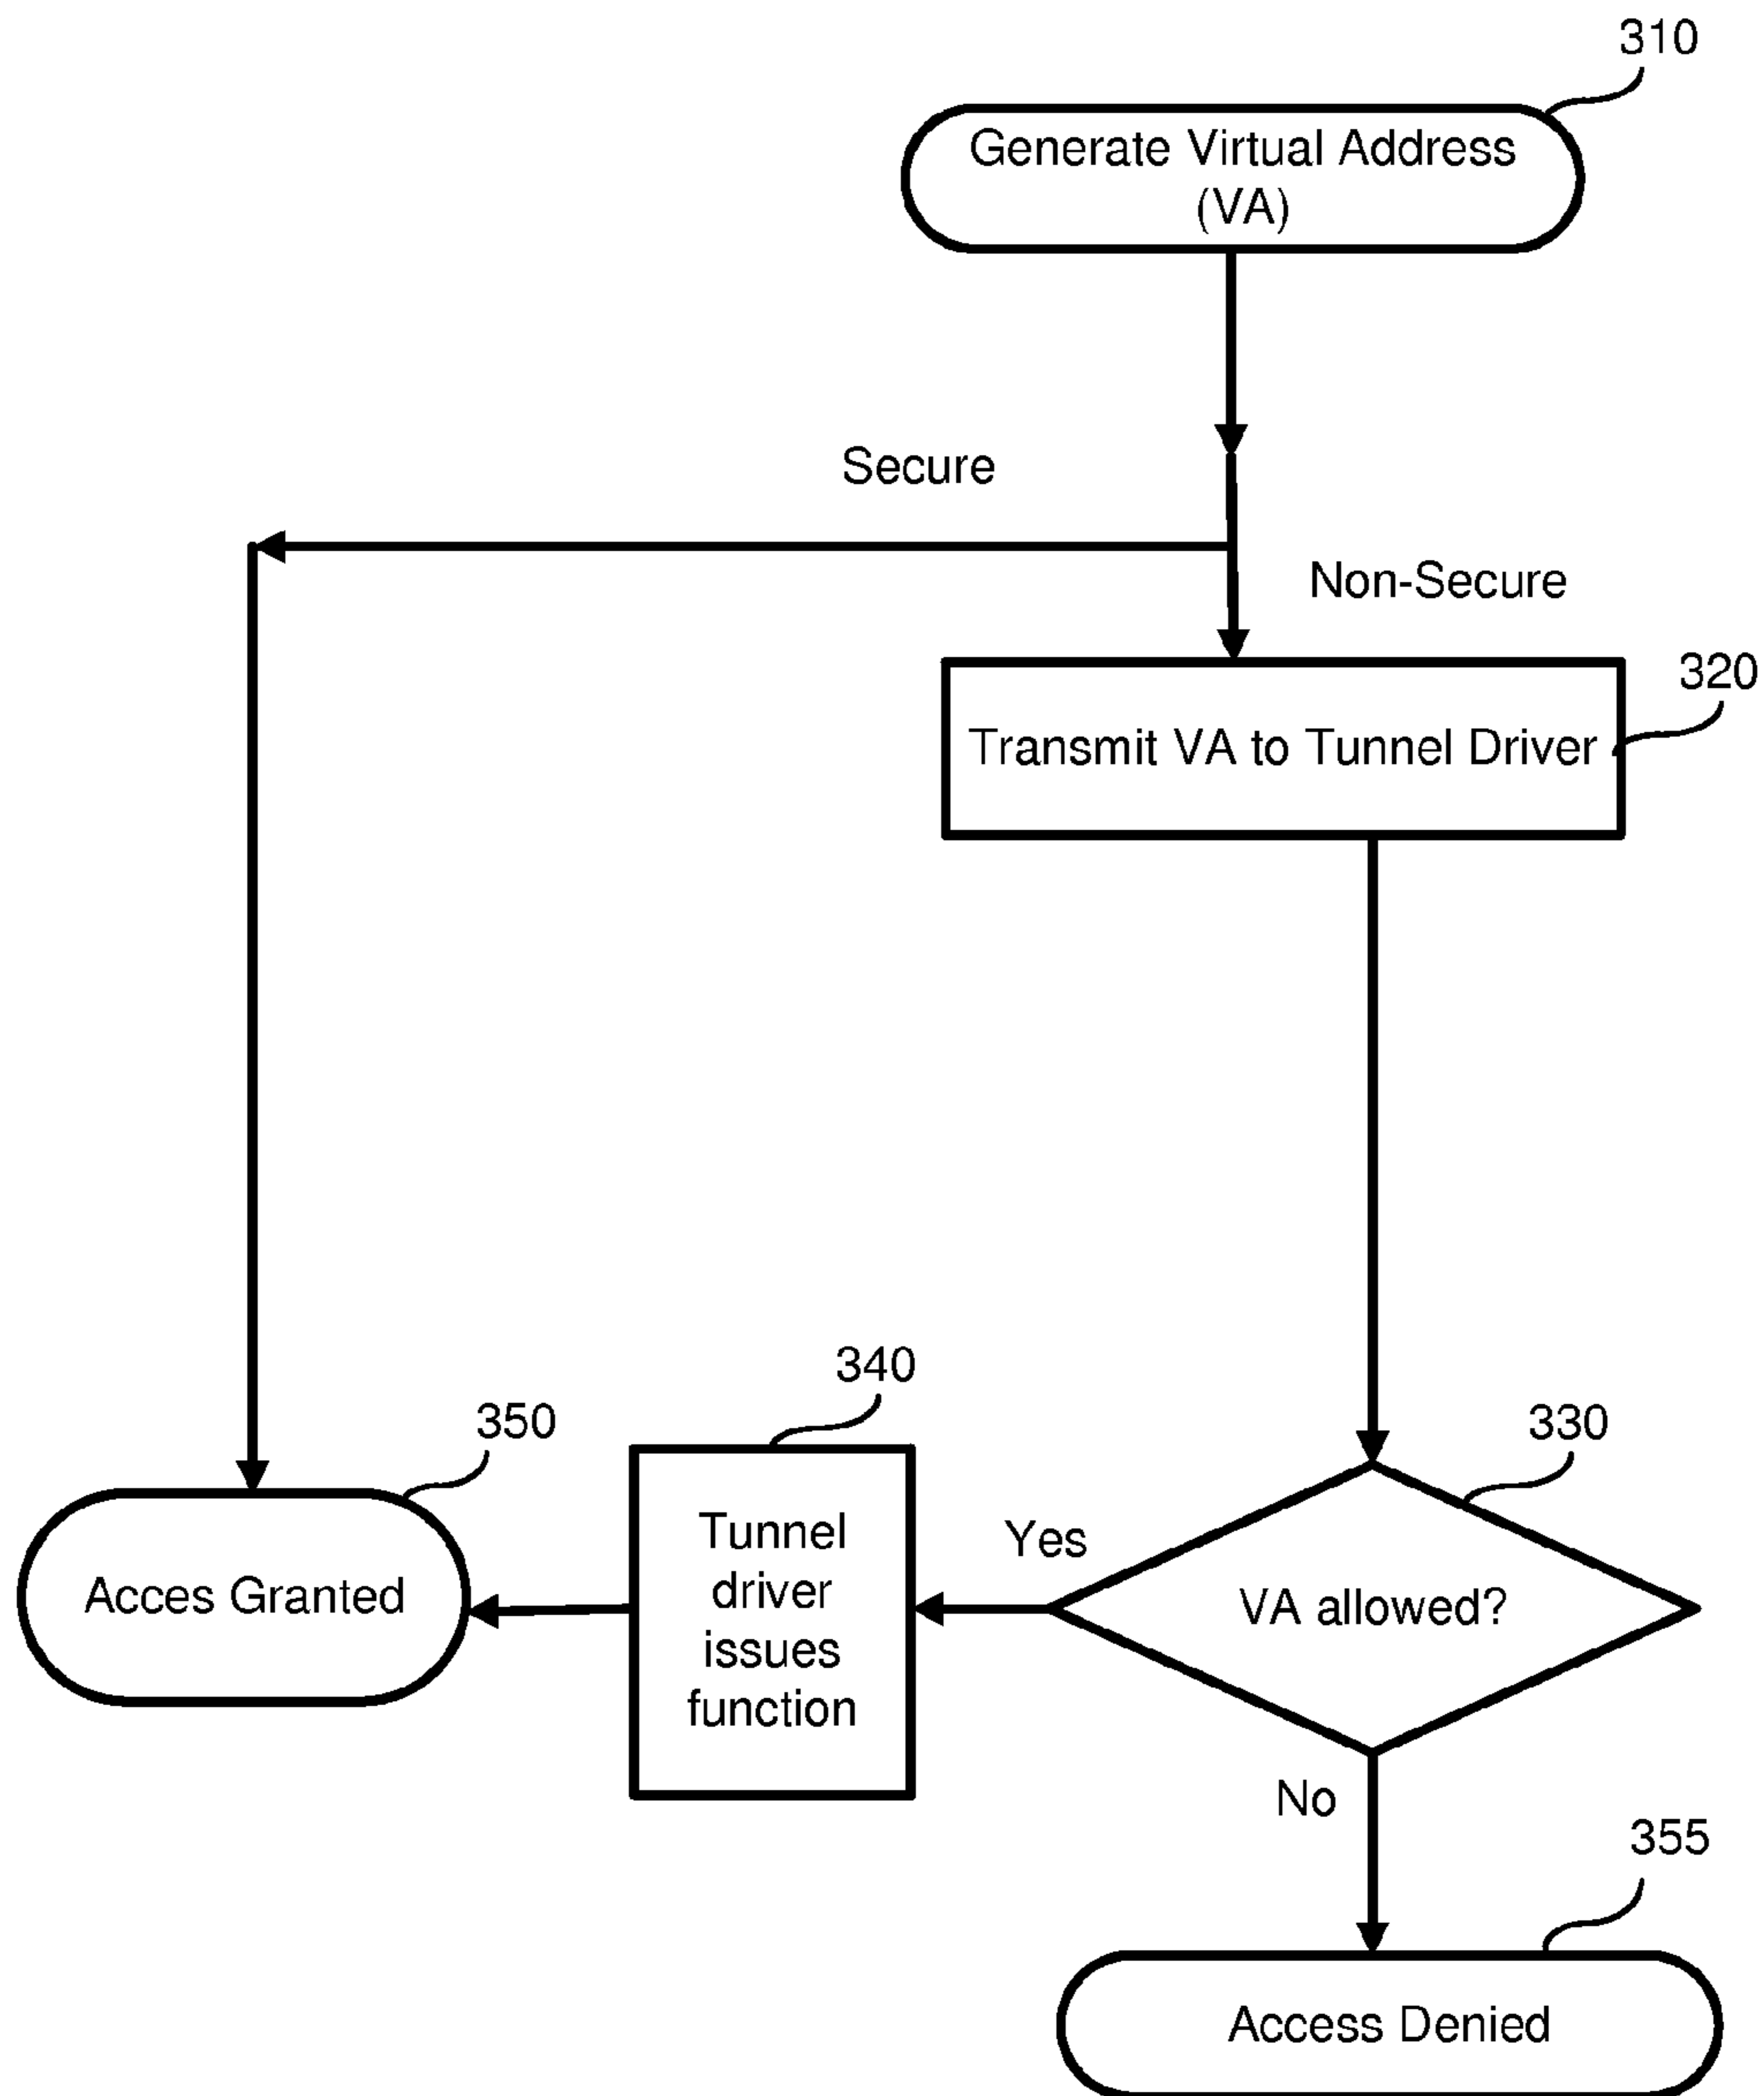 310
Generate Virtual Address
(VA)
Secure
Non-Secure
320
Transmit VA to Tunnel Driver
340
350
330
Tunnel
driver
issues
function
Yes
Acces Granted
VA allowed?
No
355
Access Denied